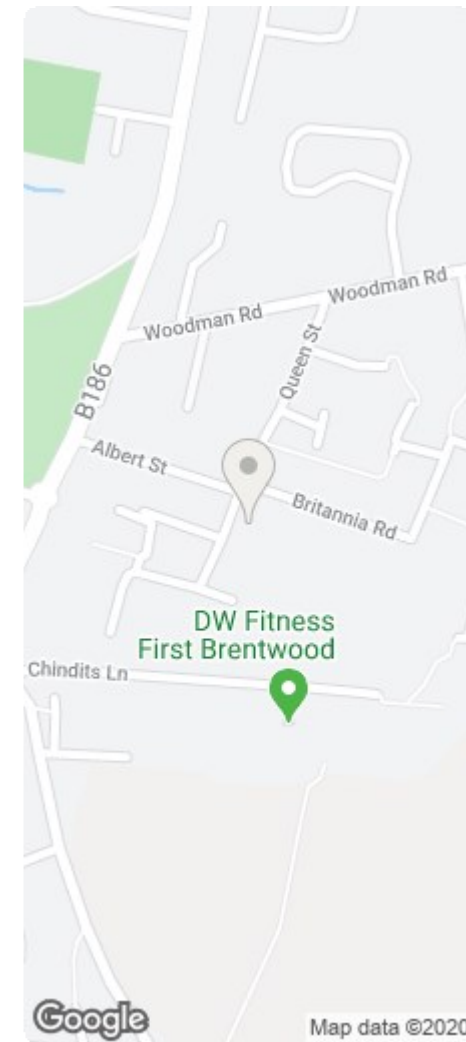 Woodman Rd
Woodman Rd
Queen St
B186
Albert St
Britannia Rd
DW Fitness
First Brentwood
Chindits Ln
Google
Map data ©2020